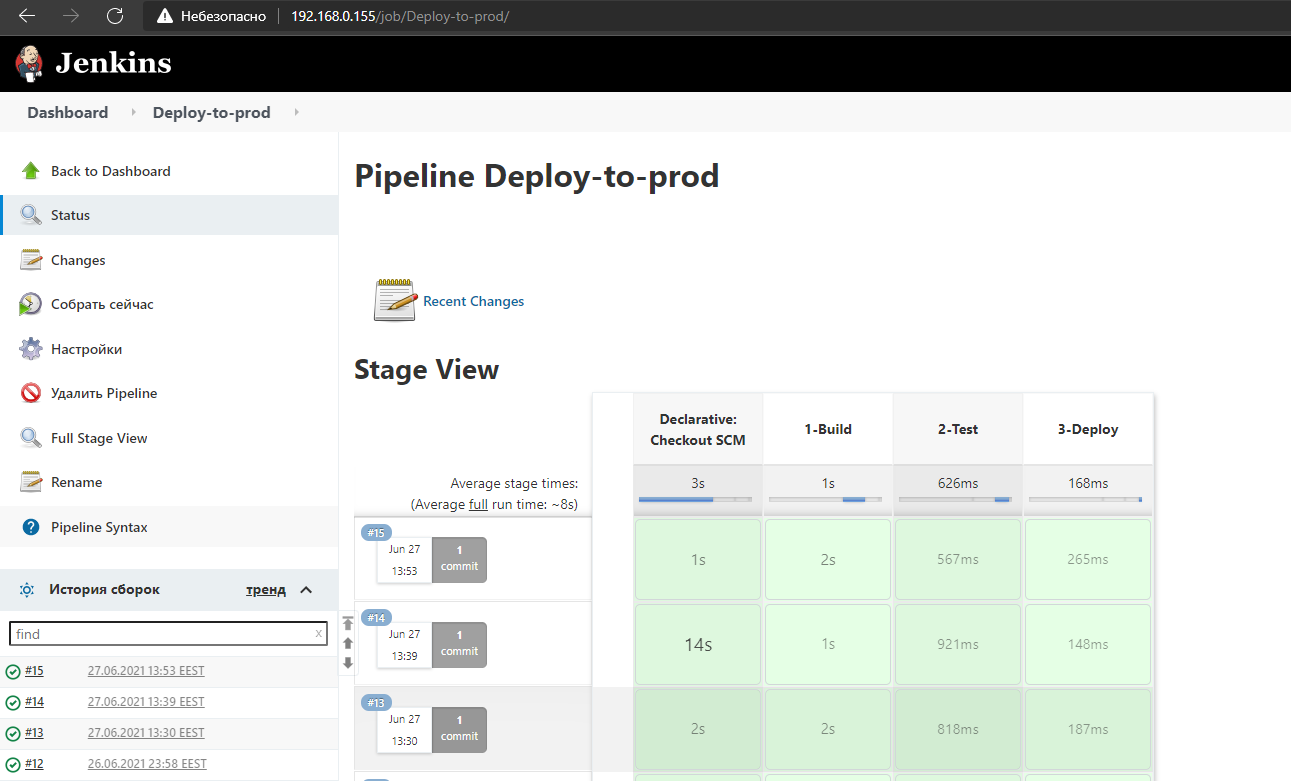 Небезопасно
192.168.0.155/job/Deploy-to-prod/
Jenkins
Dashboard
Deploy-to-prod
Back to Dashboard
Status
Changes
Собрать сейчас
Настройки
Удалить Pipeline
Full Stage View
Rename
Pipeline Syntax
История сборок тренд
find x
#15 27.06.2021 13:53 EEST
#14 27.06.2021 13:39 EEST
#13 27.06.2021 13:30 EEST
#12 26.06.2021 23:58 EEST
Pipeline Deploy-to-prod
Recent Changes
Stage View
Declarative:
Checkout SCM
1-Build
2-Test
3-Deploy
Average stage times:
(Average full run time: ~8s)
3s
1s
626ms
168ms
#15
Jun 27
13:53
1
commit
1s
2s
567ms
265ms
#14
Jun 27
13:39
1
commit
14s
1s
921ms
148ms
#13
Jun 27
13:30
1
commit
2s
2s
818ms
187ms